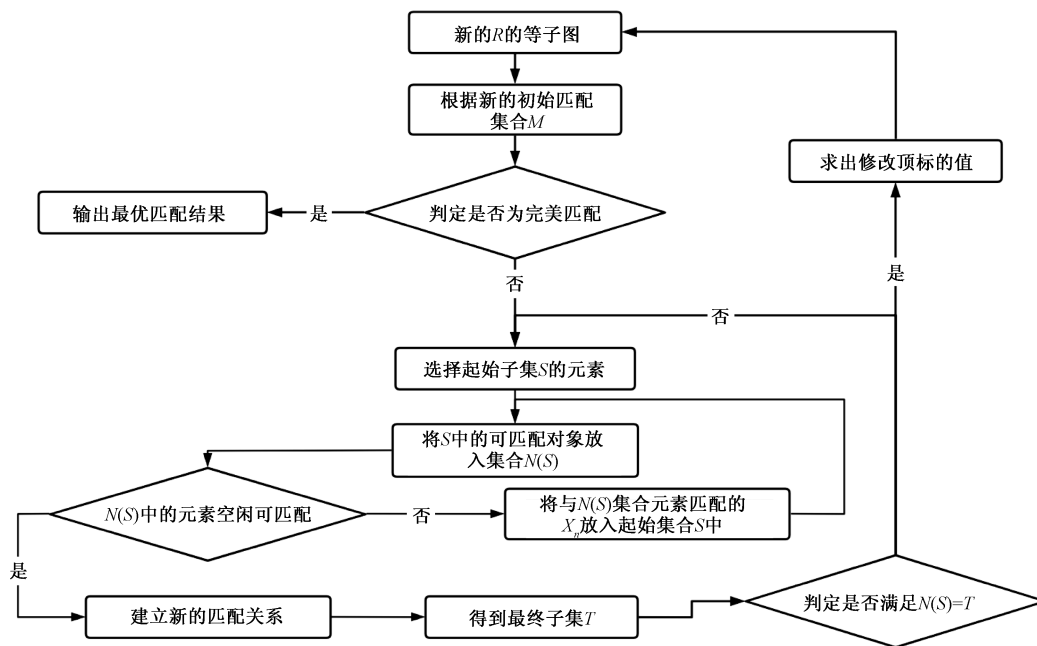 新的R的等子图
根据新的初始匹配
集合M
求出修改顶标的值
输出最优匹配结果
是
判定是否为完美匹配
否
是
否
选择起始子集S的元素
将S中的可匹配对象放
入集合N(S)
N(S)中的元素空闲可匹配
否
将与N(S)集合元素匹配的
Xn放入起始集合S中
是
建立新的匹配关系
得到最终子集T
判定是否满足N(S)=T